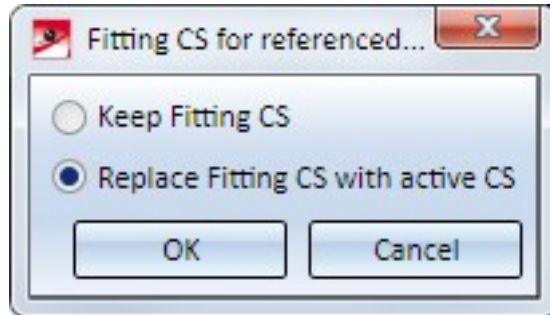 Fitting CS for referenced...
Keep Fitting CS
Replace Fitting CS with active CS
OK
Cancel